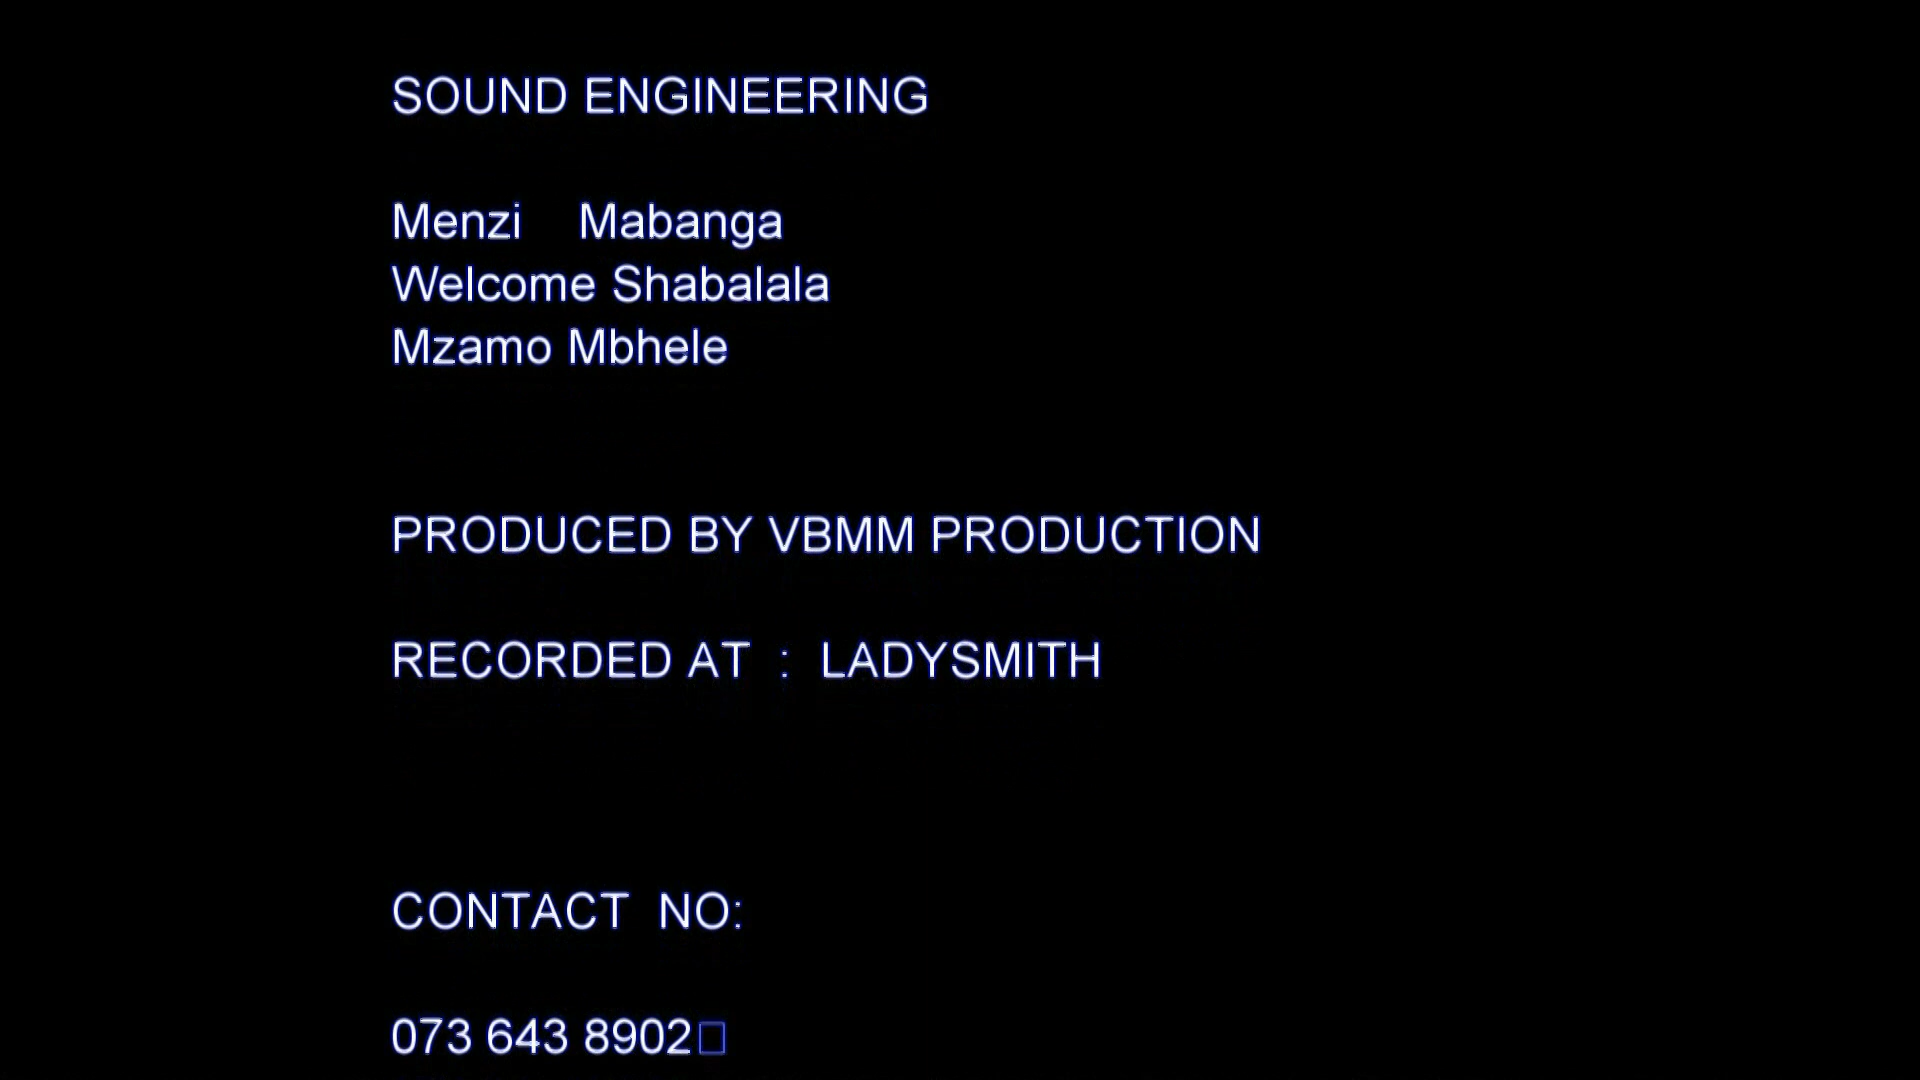 SOUND ENGINEERING
Menzi    Mabanga
Welcome Shabalala
Mzamo Mbhele
PRODUCED BY VBMM PRODUCTION
RECORDED AT  :  LADYSMITH
CONTACT  NO:
073 643 8902